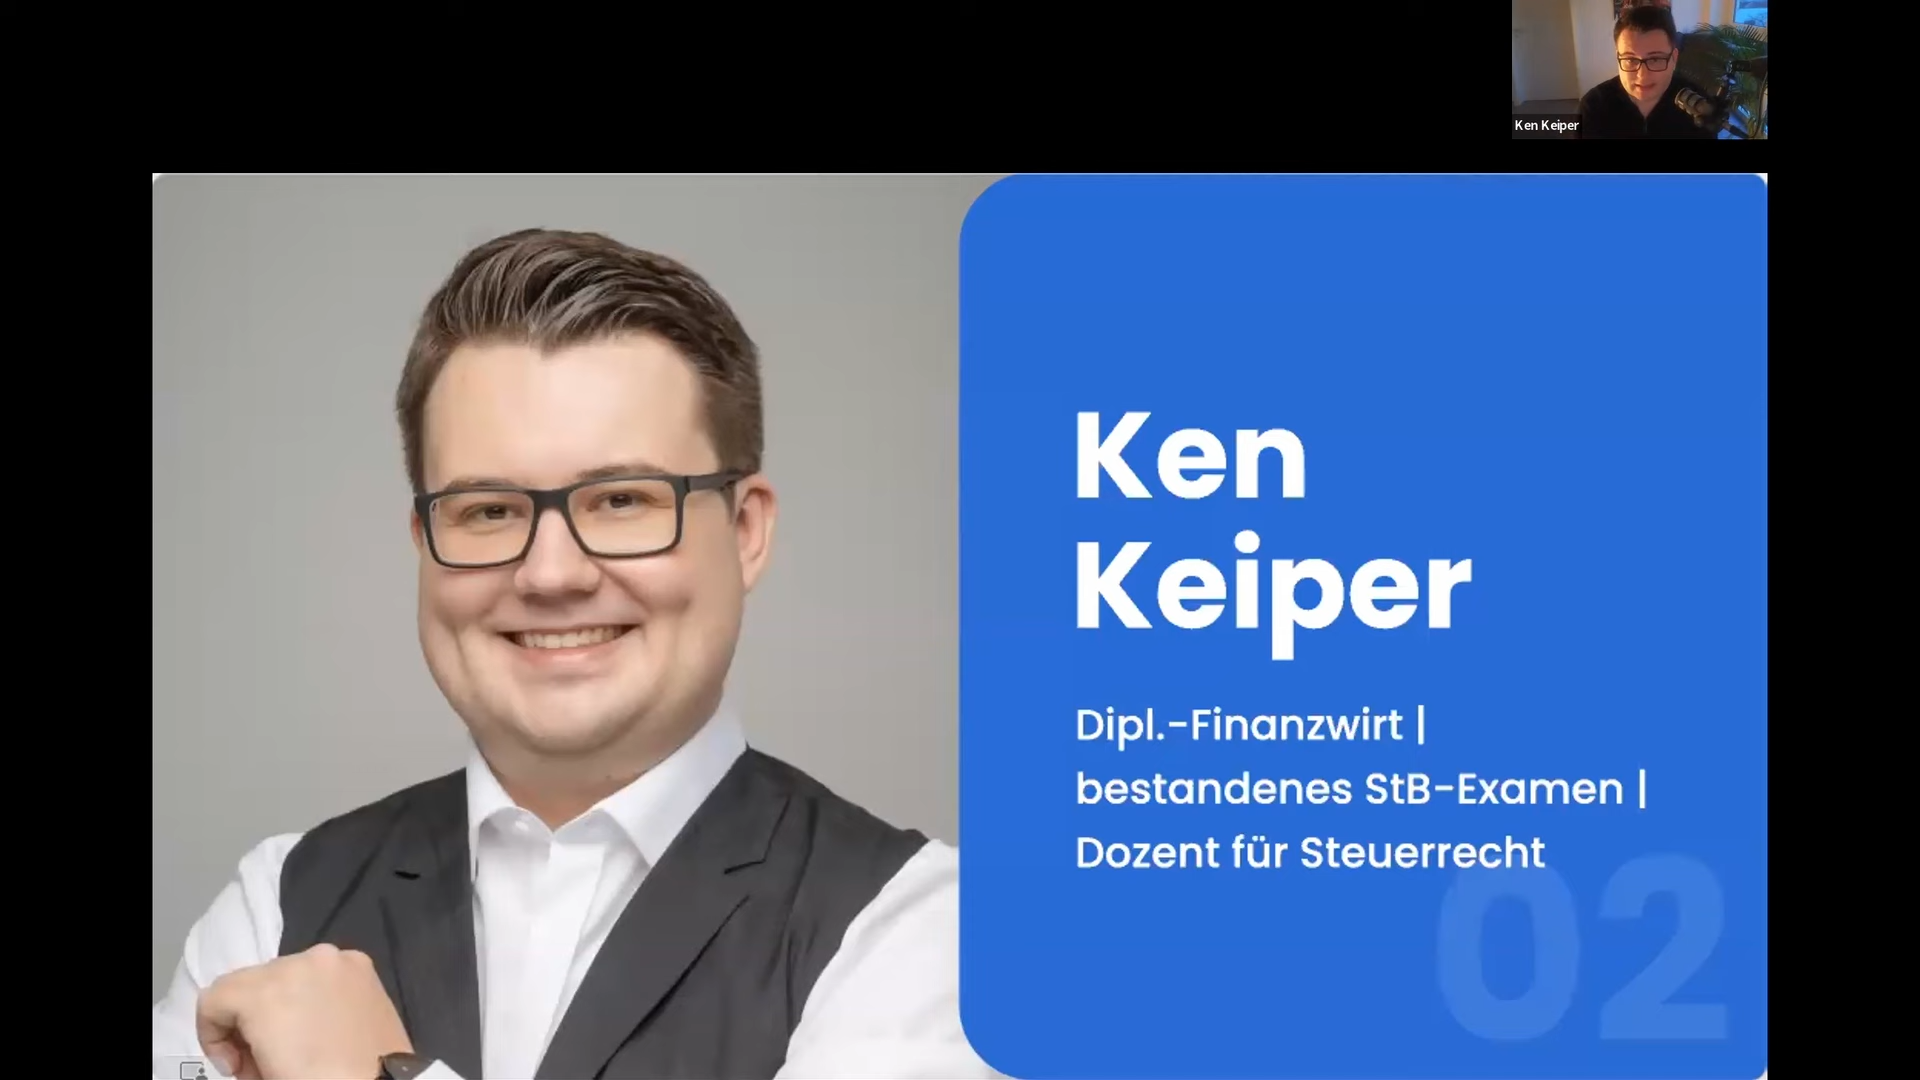 Ken Keiper
Ken
Keiper
Dipl.-Finanzwirt |
bestandenes StB-Examen |
Dozent für Steuerrecht
02